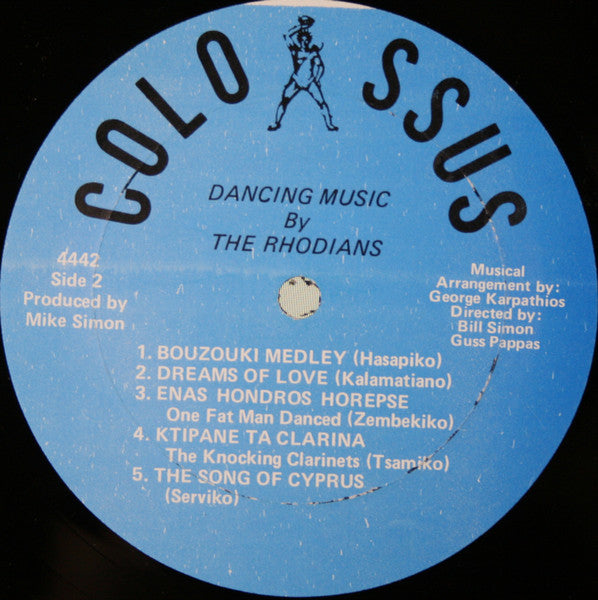 COLOSSUS
DANCING MUSIC
By
THE RHODIANS
4442
Side 2
Produced by
Mike Simon
Musical
Arrangement by:
George Karpathios
Directed by:
Bill Simon
Guss Pappas
1. BOUZOUKI MEDLEY (Hasapiko)
2. DREAMS OF LOVE (Kalamatiano)
3. ENAS HONDROS HOREPSE
One Fat Man Danced (Zembekiko)
4. KTIPANE TA CLARINA
The Knocking Clarinets (Tsamiko)
5. THE SONG OF CYPRUS
(Serviko)